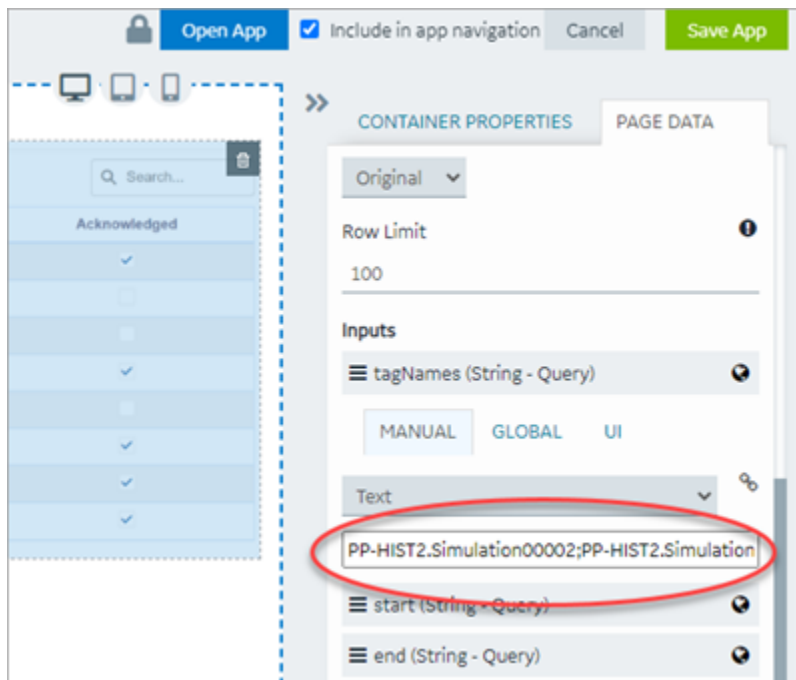 Open App
Include in app navigation
Cancel
Save App
CONTAINER PROPERTIES
PAGE DATA
Search...
Original
Acknowledged
Row Limit
100
Inputs
tagNames (String - Query)
MANUAL
GLOBAL
UI
Text
PP-HIST2.Simulation00002;PP-HIST2.Simulation
start (String - Query)
end (String - Query)